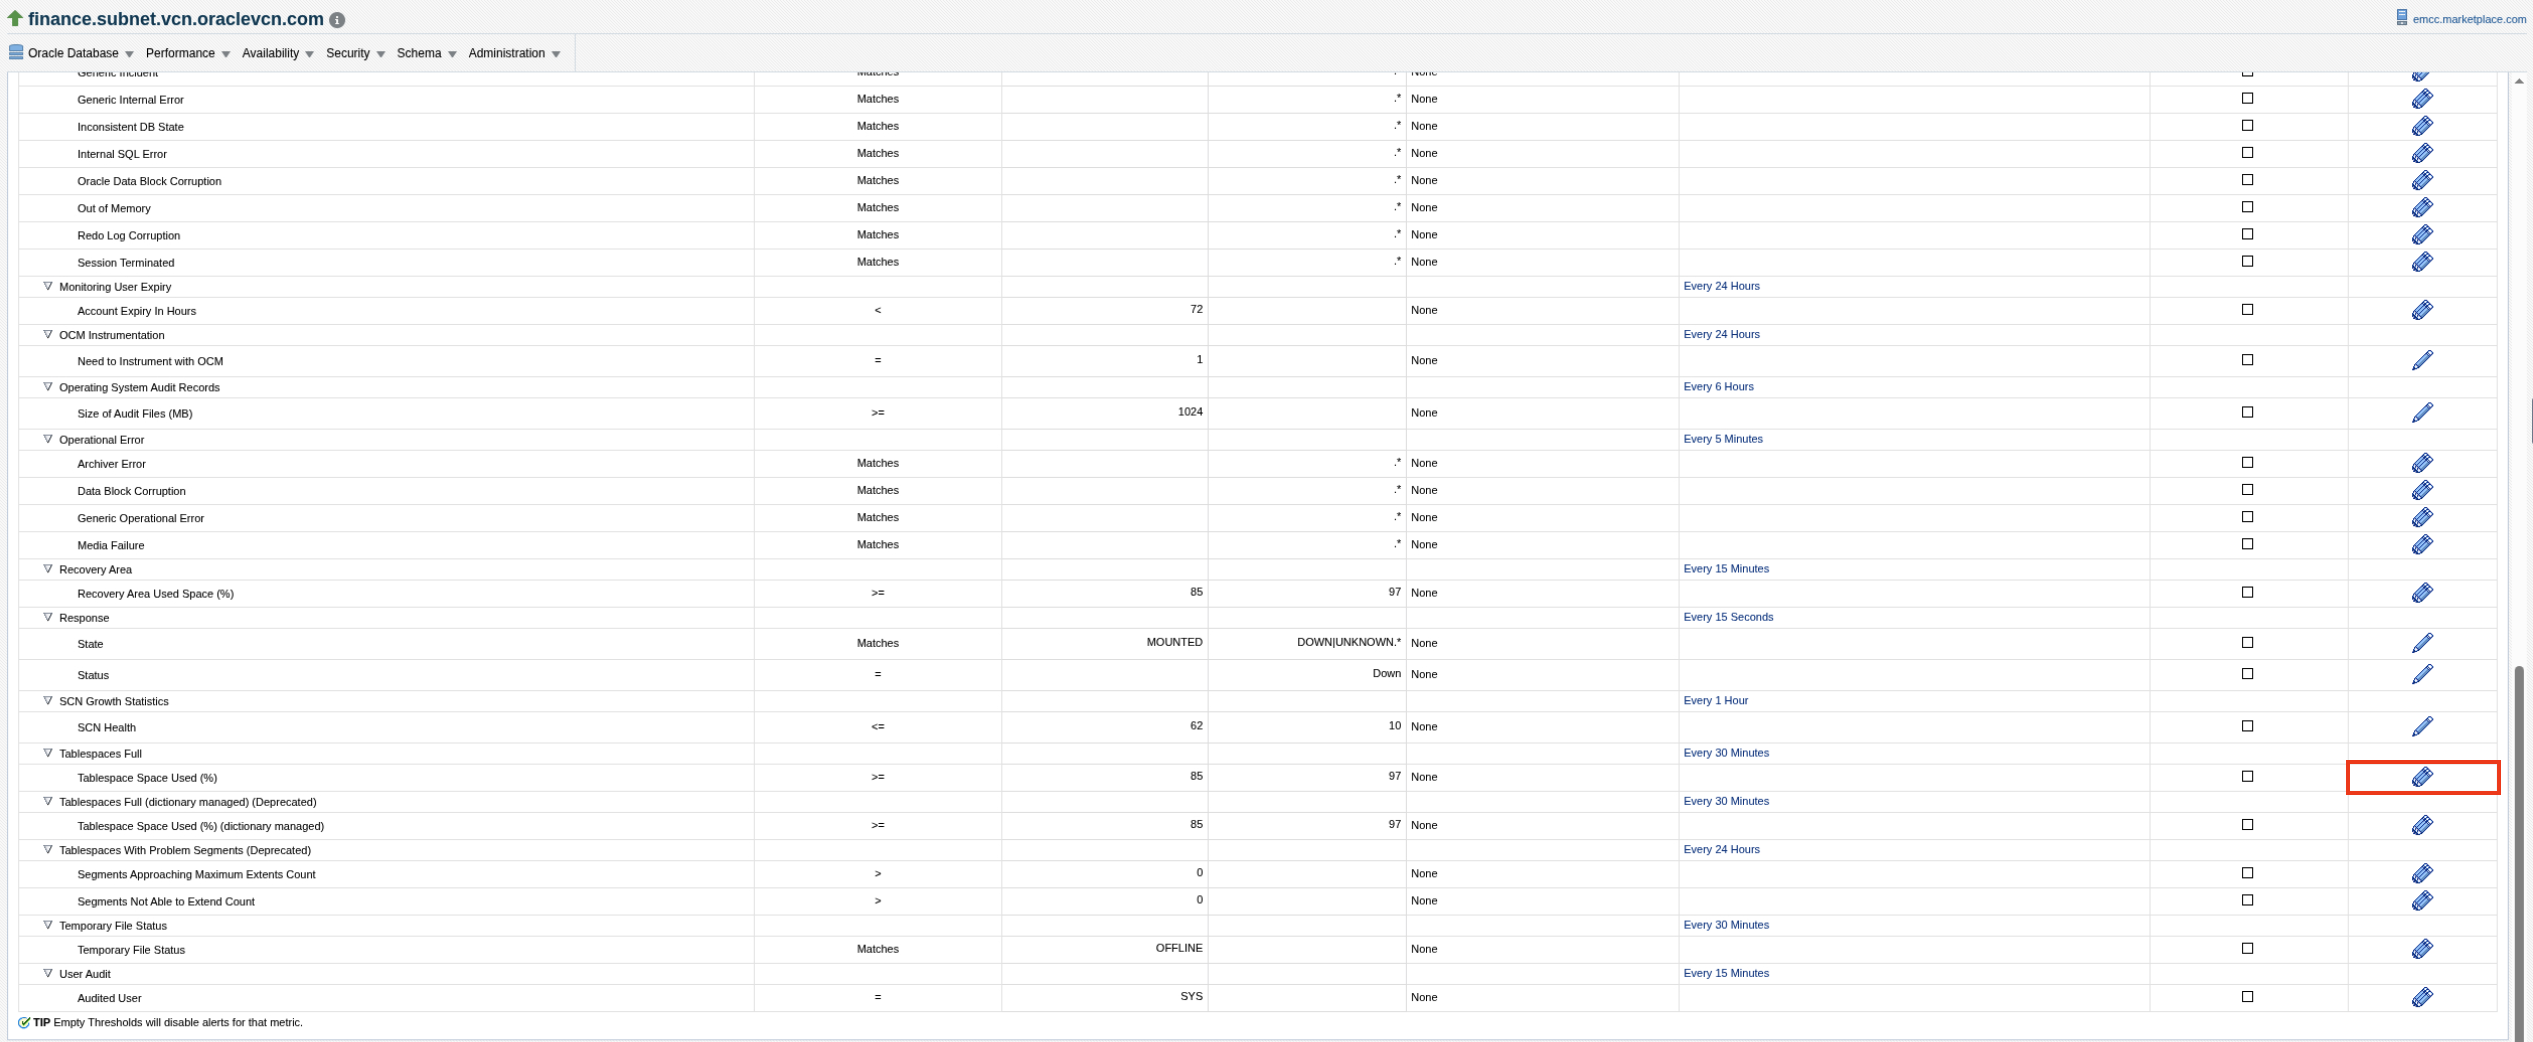 finance.subnet.vcn.oraclevcn.com
emcc.marketplace.com
Oracle Database Performance Availability Security Schema Administration
Generic Incident Matches .* None
Generic Internal Error Matches .* None
Inconsistent DB State Matches .* None
Internal SQL Error Matches .* None
Oracle Data Block Corruption Matches .* None
Out of Memory Matches .* None
Redo Log Corruption Matches .* None
Session Terminated Matches .* None
Monitoring User Expiry Every 24 Hours
Account Expiry In Hours < 72 None
OCM Instrumentation Every 24 Hours
Need to Instrument with OCM = 1 None
Operating System Audit Records Every 6 Hours
Size of Audit Files (MB) >= 1024 None
Operational Error Every 5 Minutes
Archiver Error Matches .* None
Data Block Corruption Matches .* None
Generic Operational Error Matches .* None
Media Failure Matches .* None
Recovery Area Every 15 Minutes
Recovery Area Used Space (%) >= 85 97 None
Response Every 15 Seconds
State Matches MOUNTED DOWN|UNKNOWN.* None
Status = Down None
SCN Growth Statistics Every 1 Hour
SCN Health <= 62 10 None
Tablespaces Full Every 30 Minutes
Tablespace Space Used (%) >= 85 97 None
Tablespaces Full (dictionary managed) (Deprecated) Every 30 Minutes
Tablespace Space Used (%) (dictionary managed) >= 85 97 None
Tablespaces With Problem Segments (Deprecated) Every 24 Hours
Segments Approaching Maximum Extents Count > 0 None
Segments Not Able to Extend Count > 0 None
Temporary File Status Every 30 Minutes
Temporary File Status Matches OFFLINE None
User Audit Every 15 Minutes
Audited User = SYS None
TIP Empty Thresholds will disable alerts for that metric.